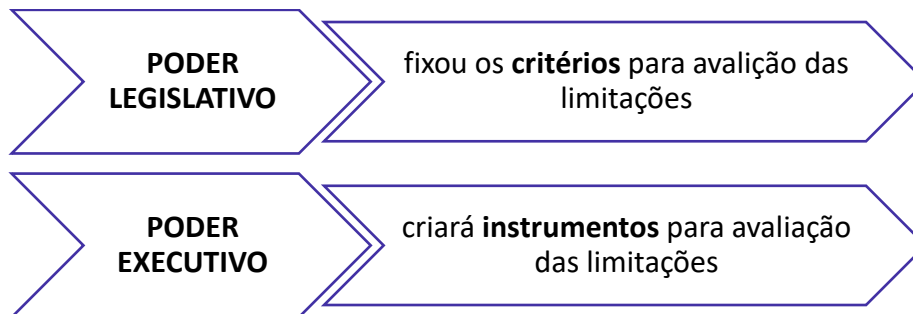 PODER
LEGISLATIVO
fixou os critérios para avalição das
limitações
PODER
EXECUTIVO
criará instrumentos para avaliação
das limitações